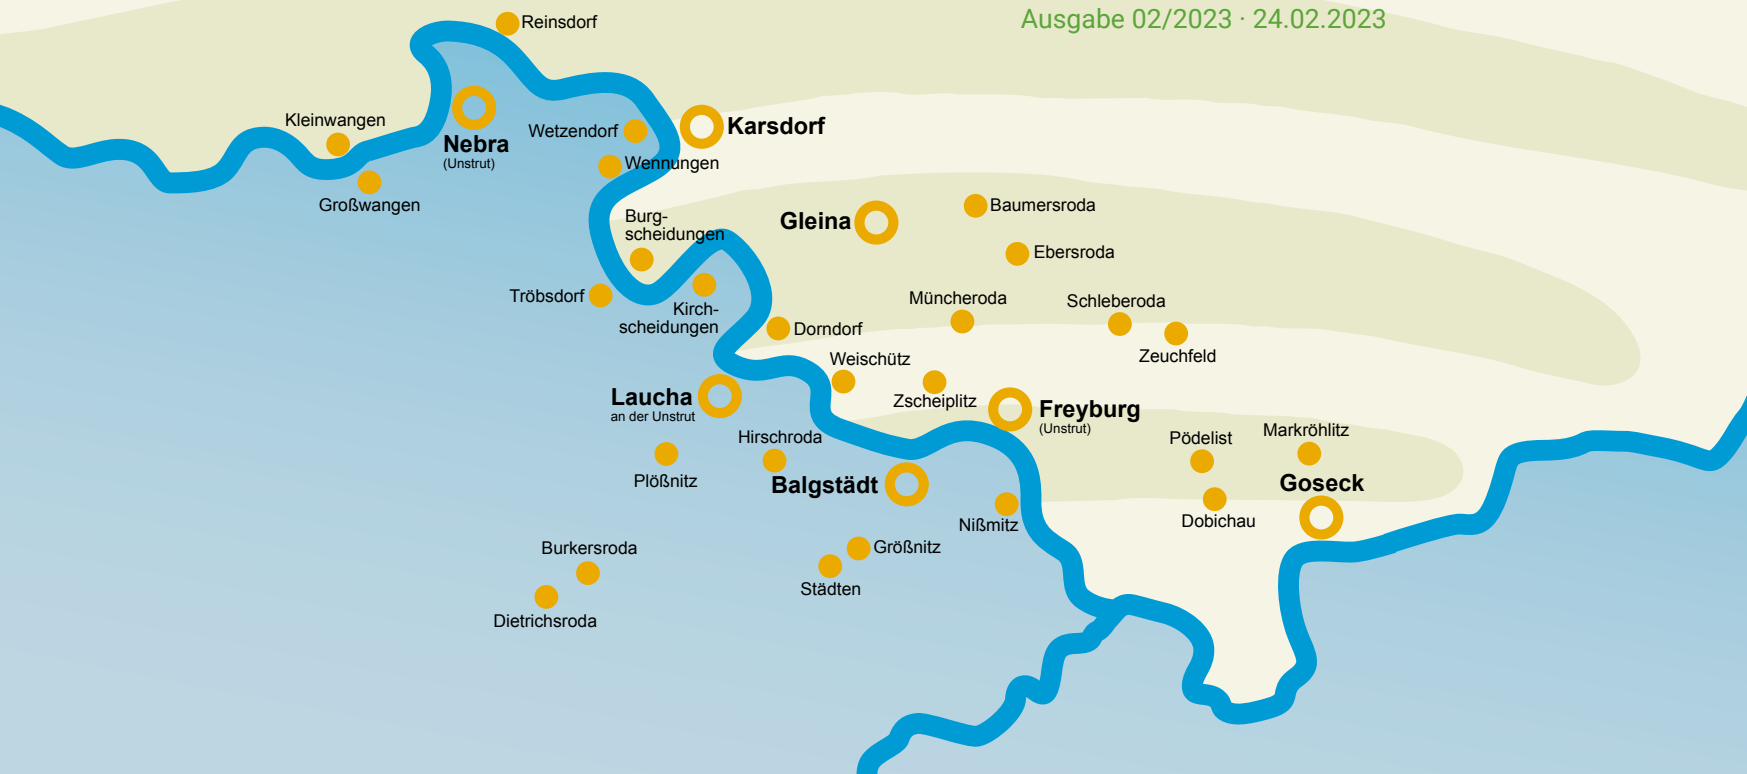 Ausgabe 02/2023 · 24.02.2023
Reinsdorf
Kleinwangen
Nebra
(Unstrut)
Wetzendorf
Karsdorf
Wennungen
Großwangen
Burg-
scheidungen
Gleina
Baumersroda
Ebersroda
Tröbsdorf
Kirch-
scheidungen
Müncheroda
Schleberoda
Dorndorf
Zeuchfeld
Weischütz
Laucha
an der Unstrut
Zscheiplitz
Freyburg
(Unstrut)
Hirschroda
Pödelist
Markröhlitz
Plößnitz
Balgstädt
Goseck
Nißmitz
Dobichau
Burkersroda
Größnitz
Städten
Dietrichsroda